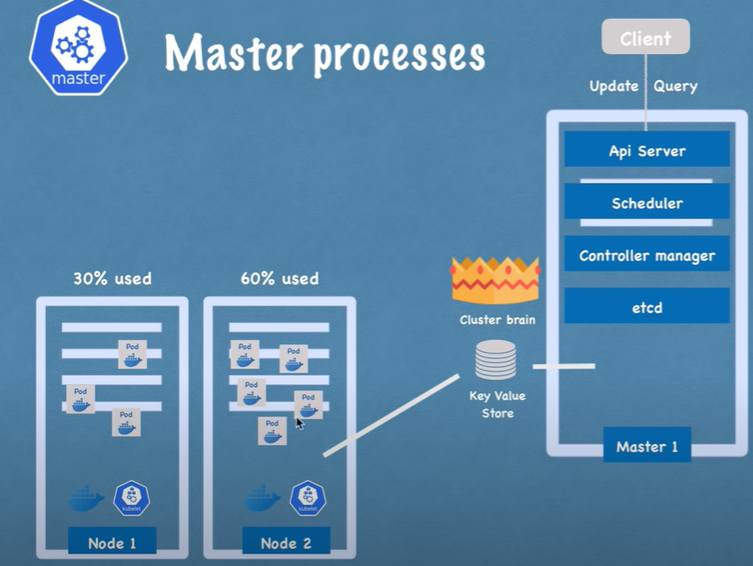 master
Master processes
Client
Update Query
Api Server
Scheduler
Controller manager
etcd
Master 1
Cluster brain
Key Value
Store
30% used
Pod
Pod
Pod
kubelet
Node 1
60% used
Pod
Pod
Pod
Pod
Pod
kubelet
Node 2